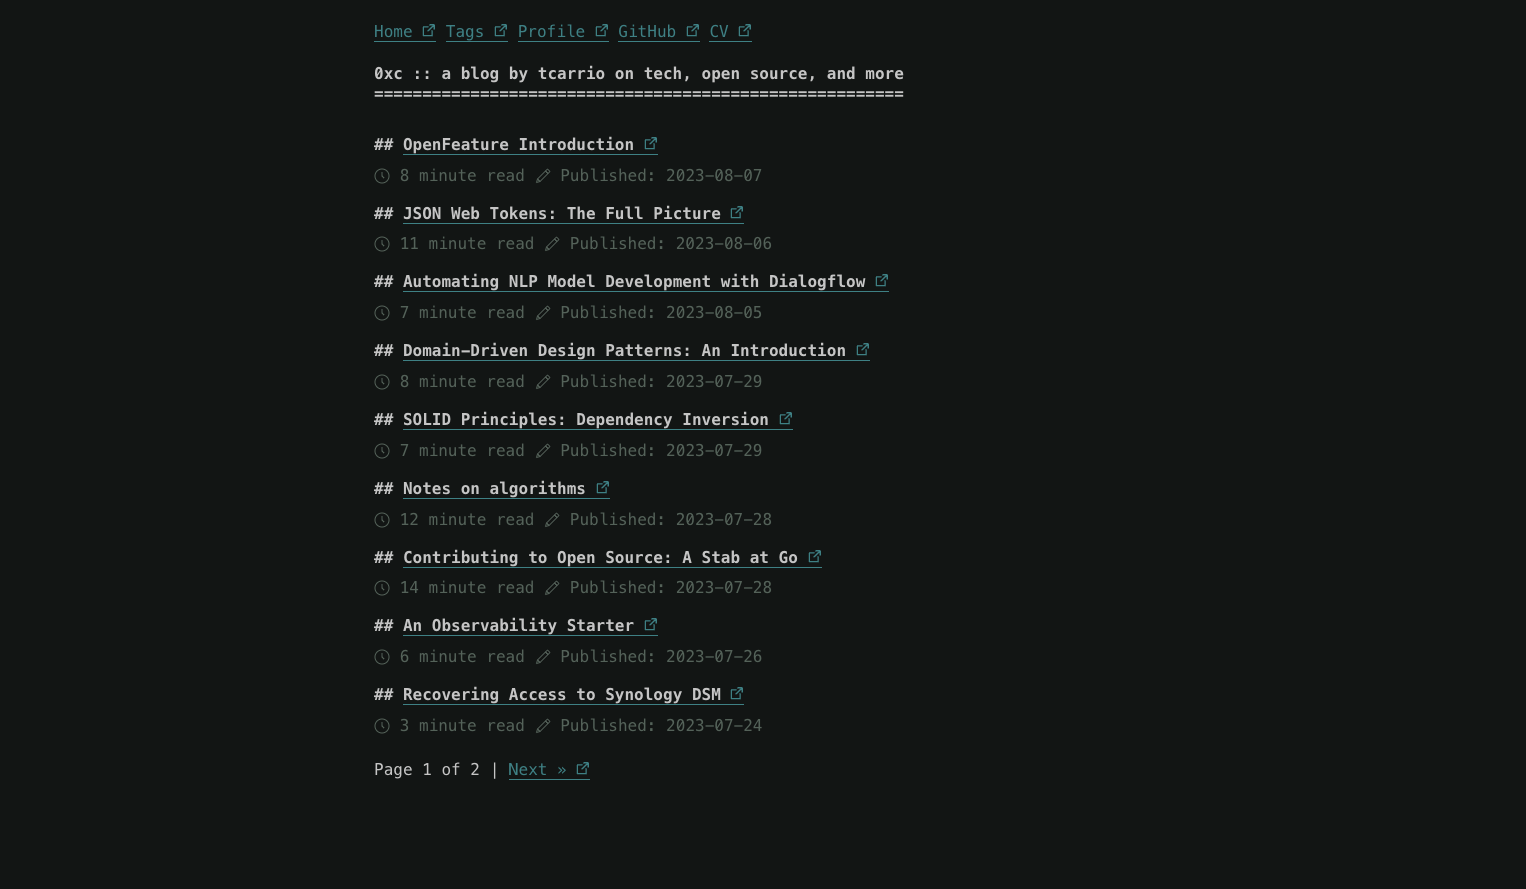 Home Tags Profile GitHub CV
0xc :: a blog by tcarrio on tech, open source, and more
=======================================================
## OpenFeature Introduction
8 minute read Published: 2023-08-07
## JSON Web Tokens: The Full Picture
11 minute read Published: 2023-08-06
## Automating NLP Model Development with Dialogflow
7 minute read Published: 2023-08-05
## Domain-Driven Design Patterns: An Introduction
8 minute read Published: 2023-07-29
## SOLID Principles: Dependency Inversion
7 minute read Published: 2023-07-29
## Notes on algorithms
12 minute read Published: 2023-07-28
## Contributing to Open Source: A Stab at Go
14 minute read Published: 2023-07-28
## An Observability Starter
6 minute read Published: 2023-07-26
## Recovering Access to Synology DSM
3 minute read Published: 2023-07-24
Page 1 of 2 | Next »